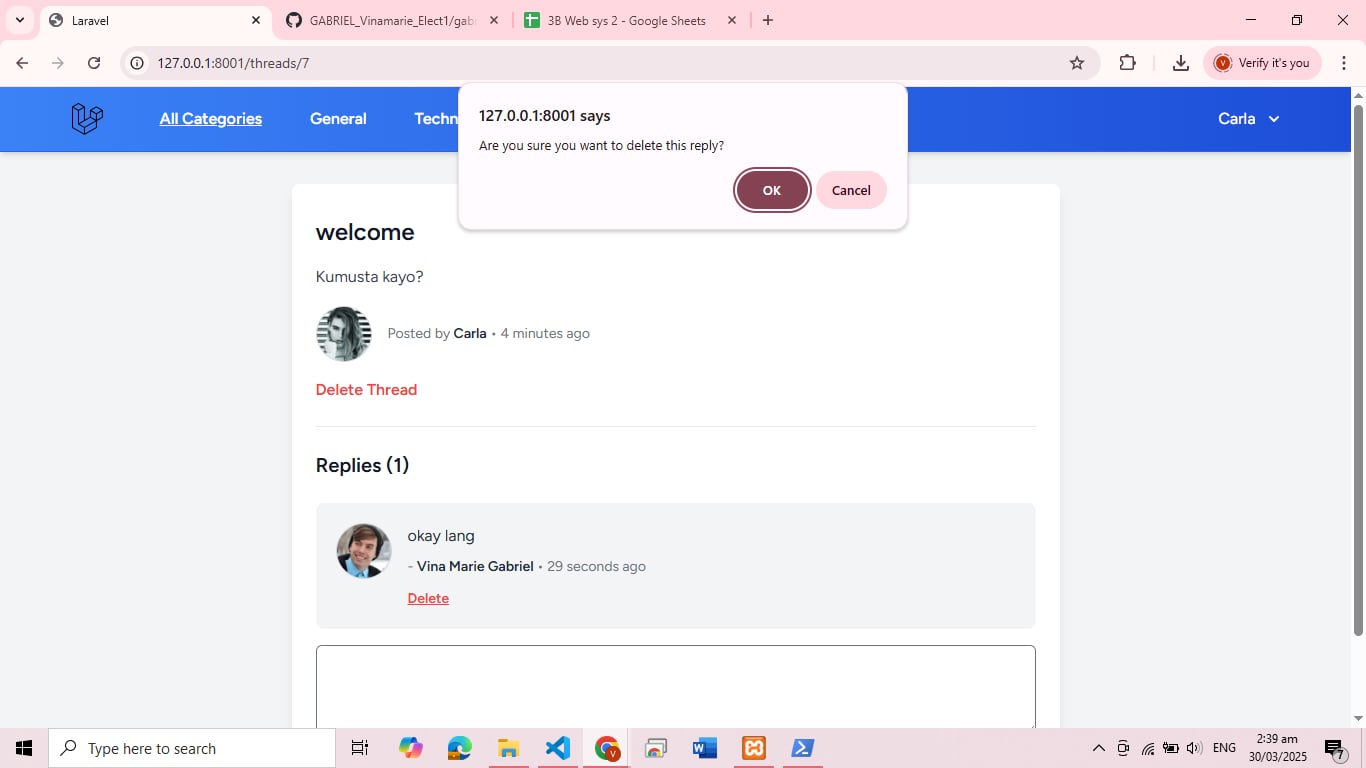 Laravel
GABRIEL_Vinamarie_Elect1/gab
3B Web sys 2 - Google Sheets
127.0.0.1:8001/threads/7
Verify it's you
All Categories
General
Techn
Carla
127.0.0.1:8001 says
Are you sure you want to delete this reply?
OK
Cancel
welcome
Kumusta kayo?
Posted by Carla • 4 minutes ago
Delete Thread
Replies (1)
okay lang
- Vina Marie Gabriel • 29 seconds ago
Delete
Type here to search
ENG
2:39 am
30/03/2025
7